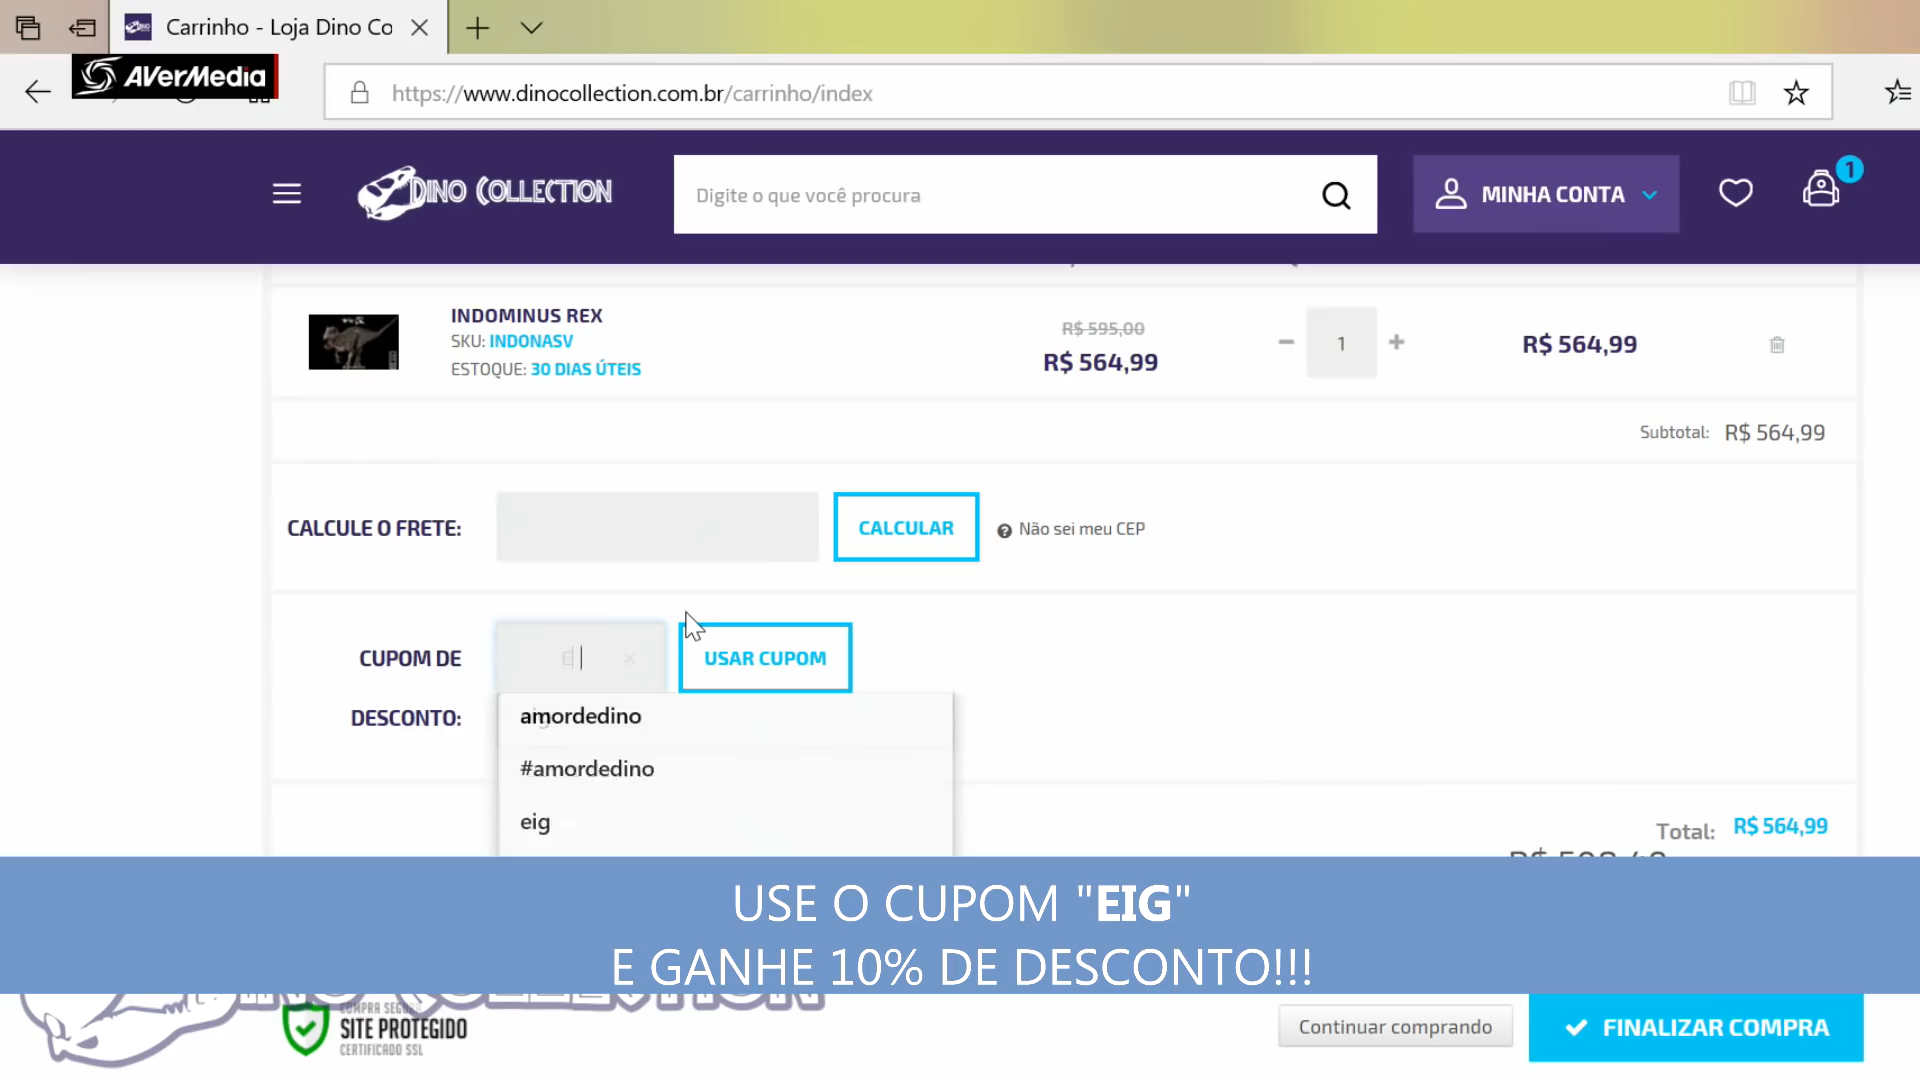 Carrinho - Loja Dino Co
AVerMedia
https://www.dinocollection.com.br/carrinho/index
DINO COLLECTION
Digite o que você procura
MINHA CONTA
1
INDOMINUS REX
SKU: INDONASV
ESTOQUE: 30 DIAS ÚTEIS
R$ 595,00
R$ 564,99
1
R$ 564,99
Subtotal: R$ 564,99
CALCULE O FRETE:
CALCULAR
Não sei meu CEP
CUPOM DE
DESCONTO:
E
USAR CUPOM
amordedino
#amordedino
eig
Total: R$ 564,99
USE O CUPOM "EIG"
E GANHE 10% DE DESCONTO!!!
COMPRA SEGURA
SITE PROTEGIDO
CERTIFICADO SSL
Continuar comprando
FINALIZAR COMPRA